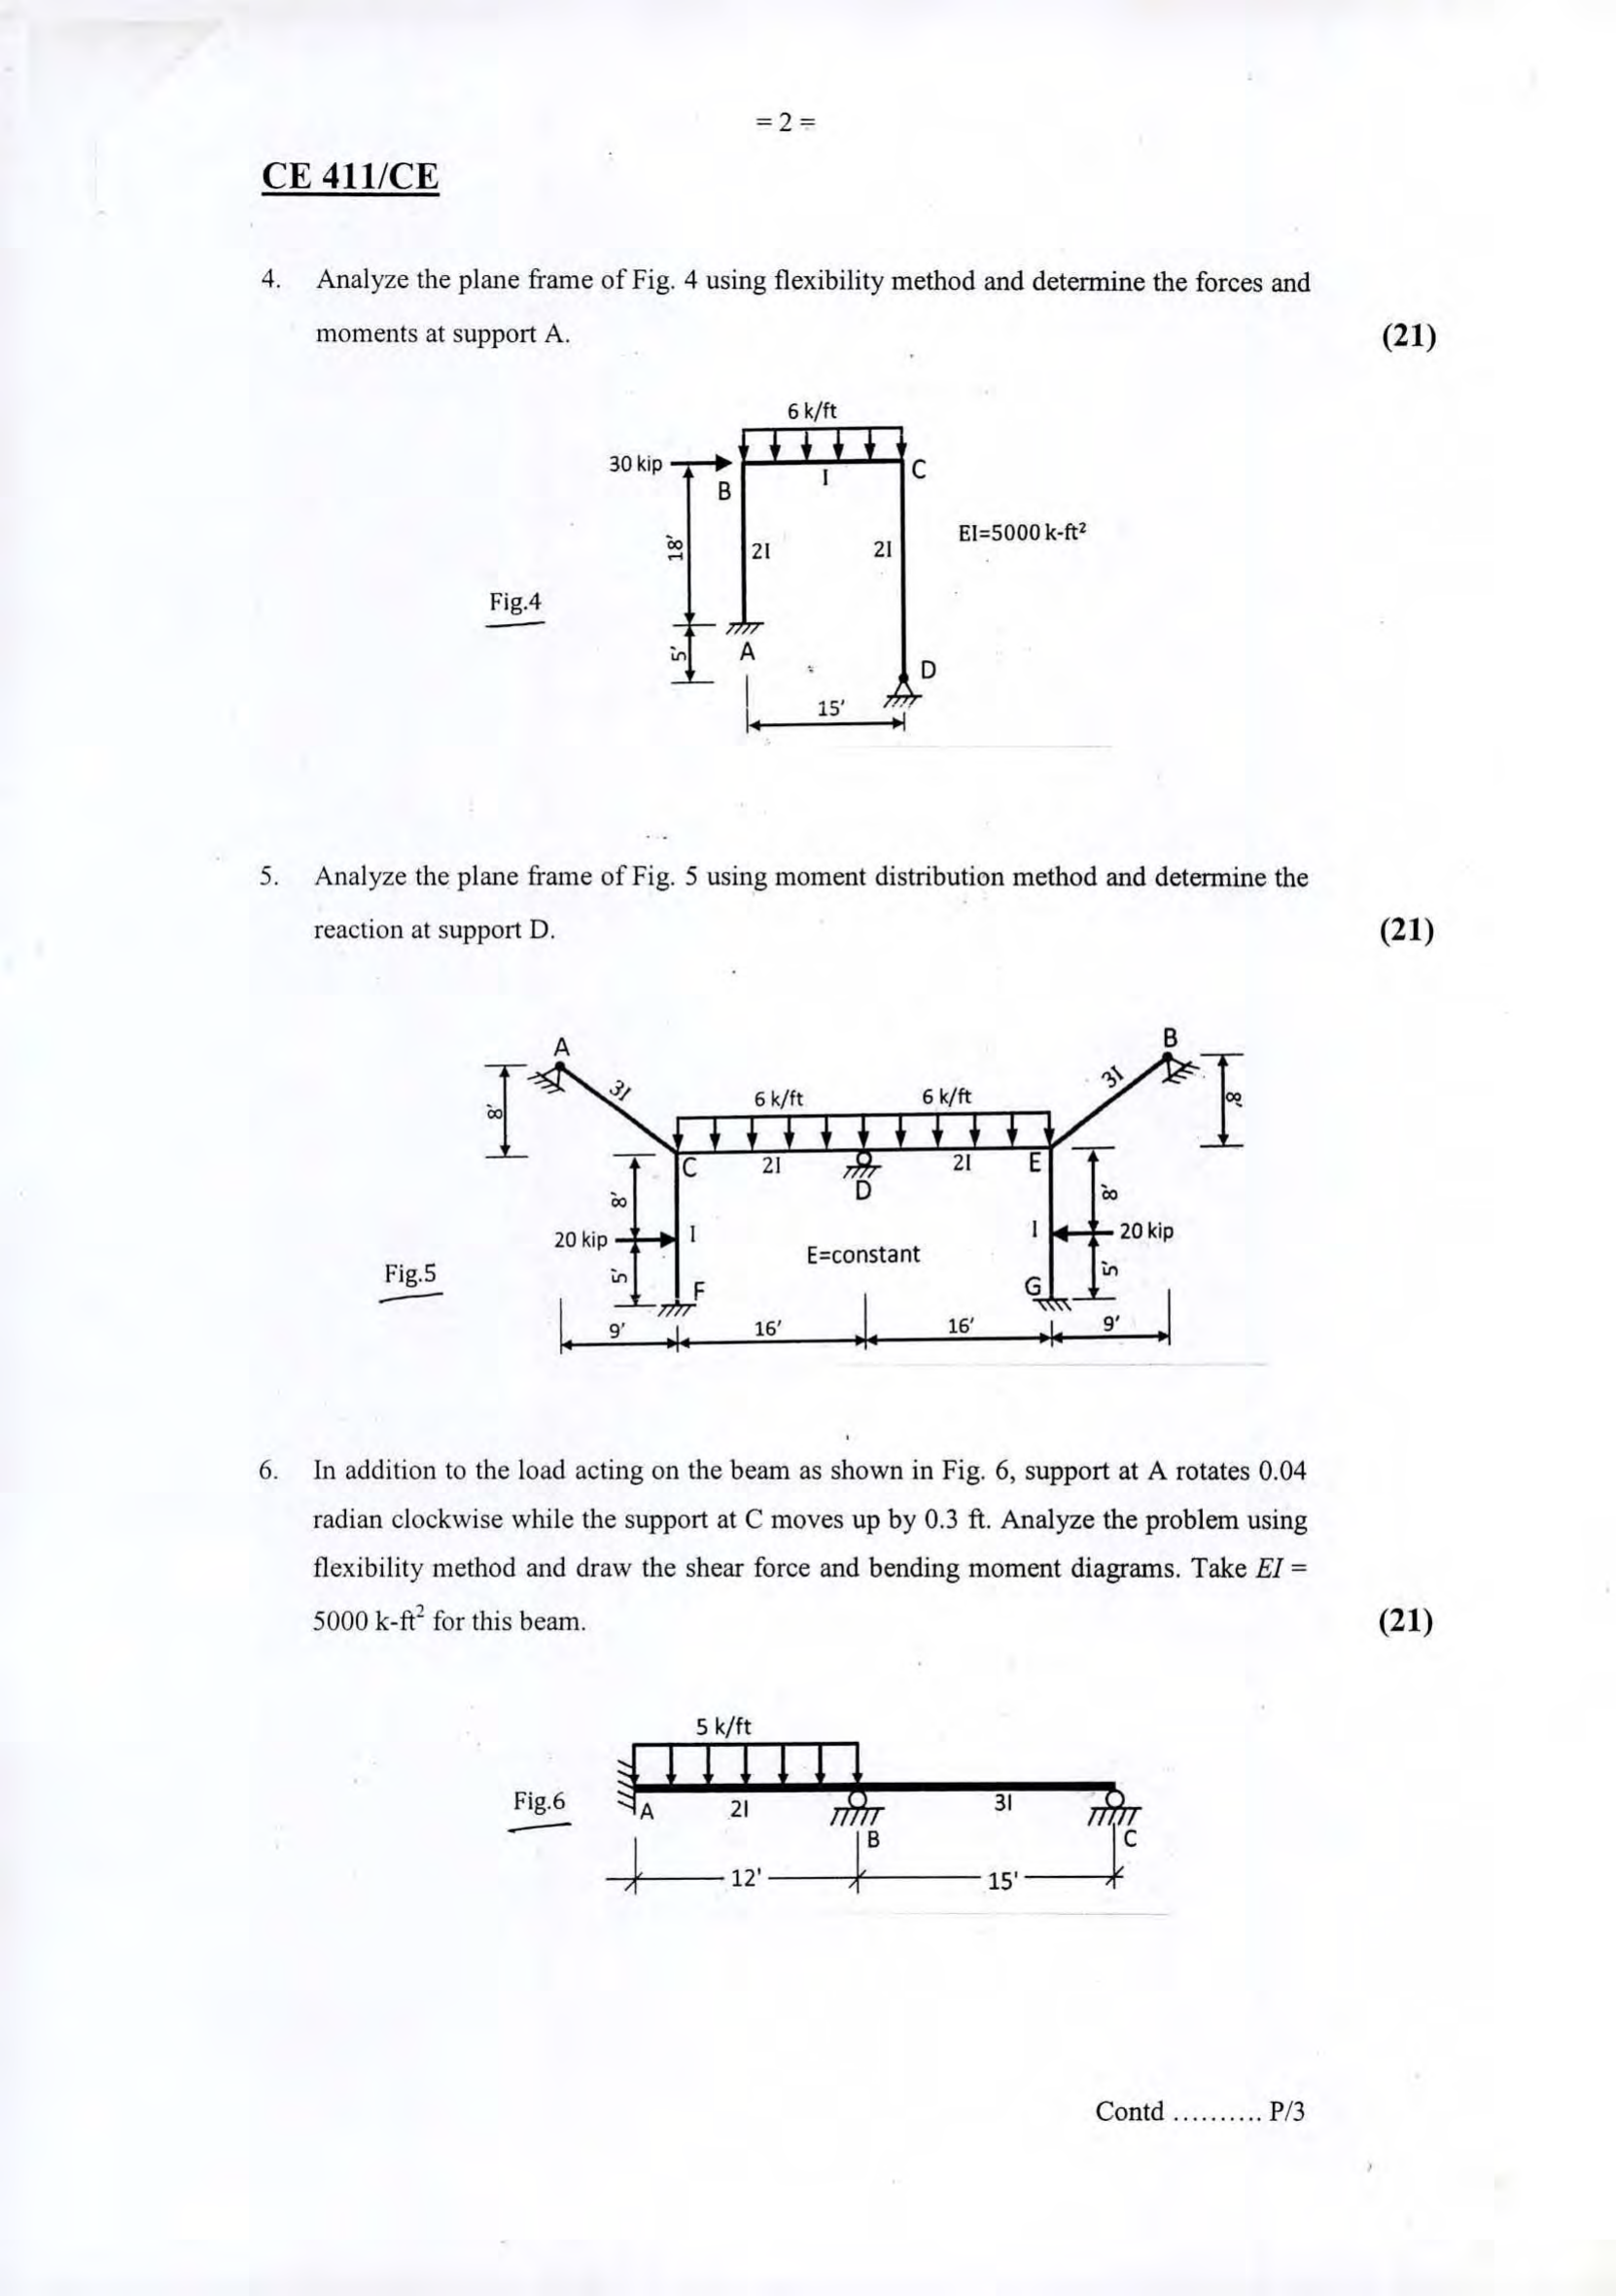 = 2 =
CE 411/CE
4. Analyze the plane frame of Fig. 4 using flexibility method and determine the forces and
moments at support A. (21)
6 k/ft
30 kip
B
I
C
18'
2I
2I
EI=5000 k-ft²
Fig.4
5'
A
D
15'
5. Analyze the plane frame of Fig. 5 using moment distribution method and determine the
reaction at support D. (21)
A
B
3I
3I
8'
6 k/ft
6 k/ft
8'
C
2I
2I
E
D
8'
8'
20 kip
I
I
20 kip
E=constant
Fig.5
5'
F
G
5'
9'
16'
16'
9'
6. In addition to the load acting on the beam as shown in Fig. 6, support at A rotates 0.04
radian clockwise while the support at C moves up by 0.3 ft. Analyze the problem using
flexibility method and draw the shear force and bending moment diagrams. Take EI =
5000 k-ft² for this beam. (21)
5 k/ft
Fig.6
A
2I
3I
B
C
12'
15'
Contd .......... P/3